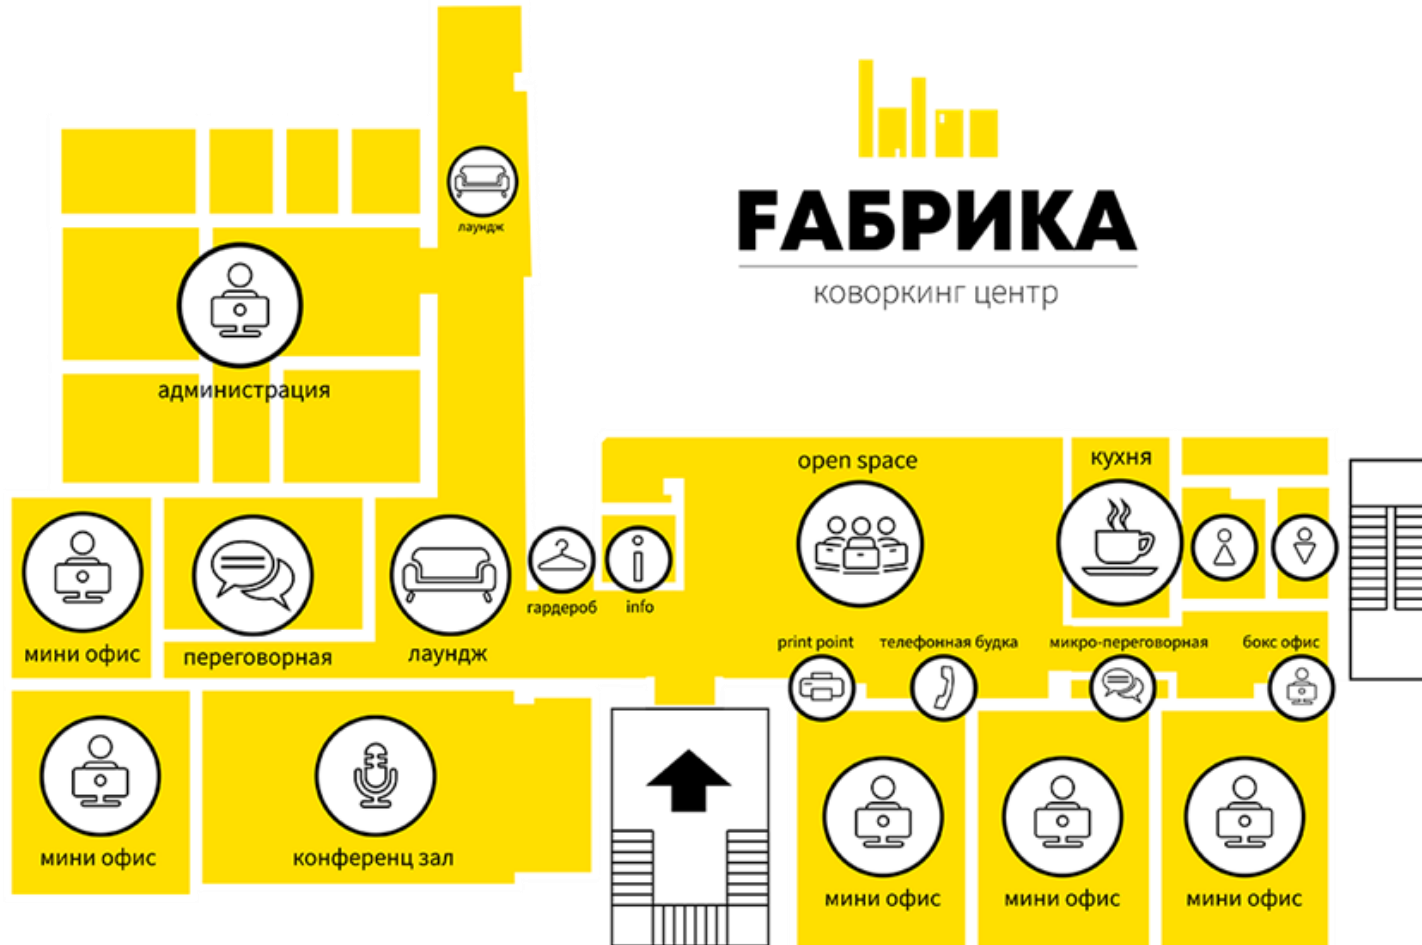 лаундж
FАБРИКА
коворкинг центр
администрация
open space
кухня
гардероб
info
мини офис
переговорная
лаундж
print point
телефонная будка
микро-переговорная
бокс офис
мини офис
конференц зал
мини офис
мини офис
мини офис